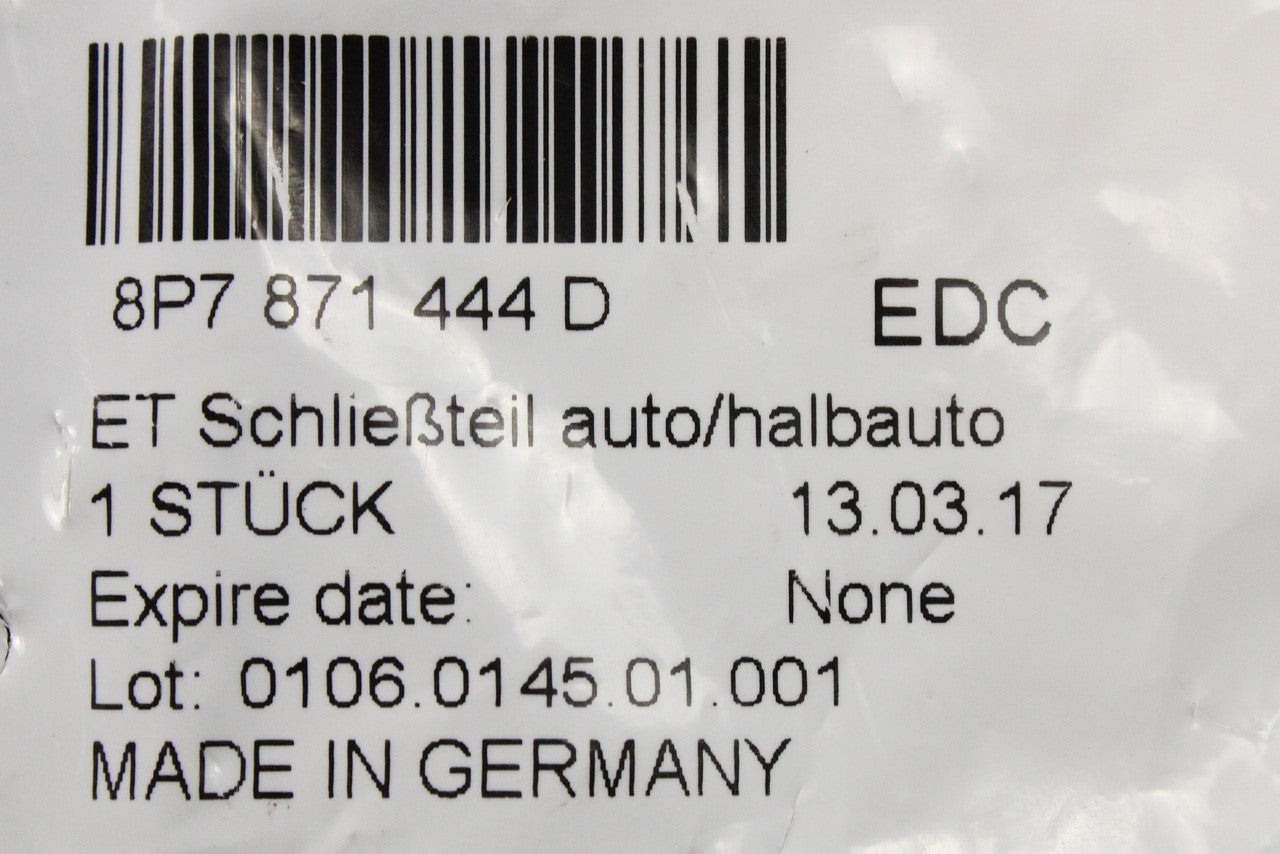 8P7 871 444 D EDC
ET Schließteil auto/halbauto
1 STÜCK 13.03.17
Expire date: None
Lot: 0106.0145.01.001
MADE IN GERMANY